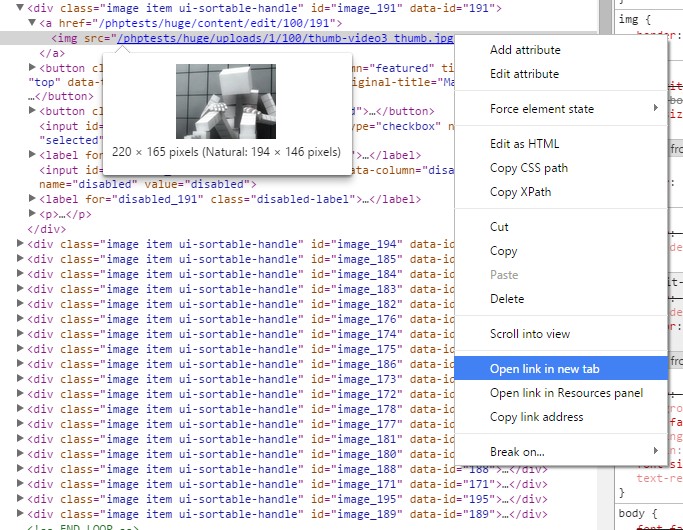 <div class="image item ui-sortable-handle" id="image_191" data-id="191">
<a href="/phptests/huge/content/edit/100/191">
<img src="/phptests/huge/uploads/1/100/thumb-video3_thumb.jpg
</a>
<button cl
"top" data-t
…</button>
<button cl
<input id=
"selected"
<label for
name="disabled" value="disabled">
<label for="disabled_191" class="disabled-label">…</label>
<p>…</p>
</div>
220 × 165 pixels (Natural: 194 × 146 pixels)
"featured" ti
riginal-title="Ma
">…</button>
ype="checkbox" n
…</label>
data-column="disa
<div class="image item ui-sortable-handle" id="image_194" data-id
<div class="image item ui-sortable-handle" id="image_185" data-id
<div class="image item ui-sortable-handle" id="image_184" data-id
<div class="image item ui-sortable-handle" id="image_183" data-id
<div class="image item ui-sortable-handle" id="image_182" data-id
<div class="image item ui-sortable-handle" id="image_176" data-id
<div class="image item ui-sortable-handle" id="image_174" data-id
<div class="image item ui-sortable-handle" id="image_175" data-id
<div class="image item ui-sortable-handle" id="image_186" data-id
<div class="image item ui-sortable-handle" id="image_173" data-id
<div class="image item ui-sortable-handle" id="image_172" data-id
<div class="image item ui-sortable-handle" id="image_178" data-id
<div class="image item ui-sortable-handle" id="image_177" data-id
<div class="image item ui-sortable-handle" id="image_181" data-id
<div class="image item ui-sortable-handle" id="image_180" data-id
<div class="image item ui-sortable-handle" id="image_188" data-id="188">…</div>
<div class="image item ui-sortable-handle" id="image_171" data-id="171">…</div>
<div class="image item ui-sortable-handle" id="image_195" data-id="195">…</div>
<div class="image item ui-sortable-handle" id="image_189" data-id="189">…</div>
<!-- END LOOP -->
Add attribute
Edit attribute
Force element state
Edit as HTML
Copy CSS path
Copy XPath
Cut
Copy
Paste
Delete
Scroll into view
Open link in new tab
Open link in Resources panel
Copy link address
Break on...
img {
text-re
}
body {